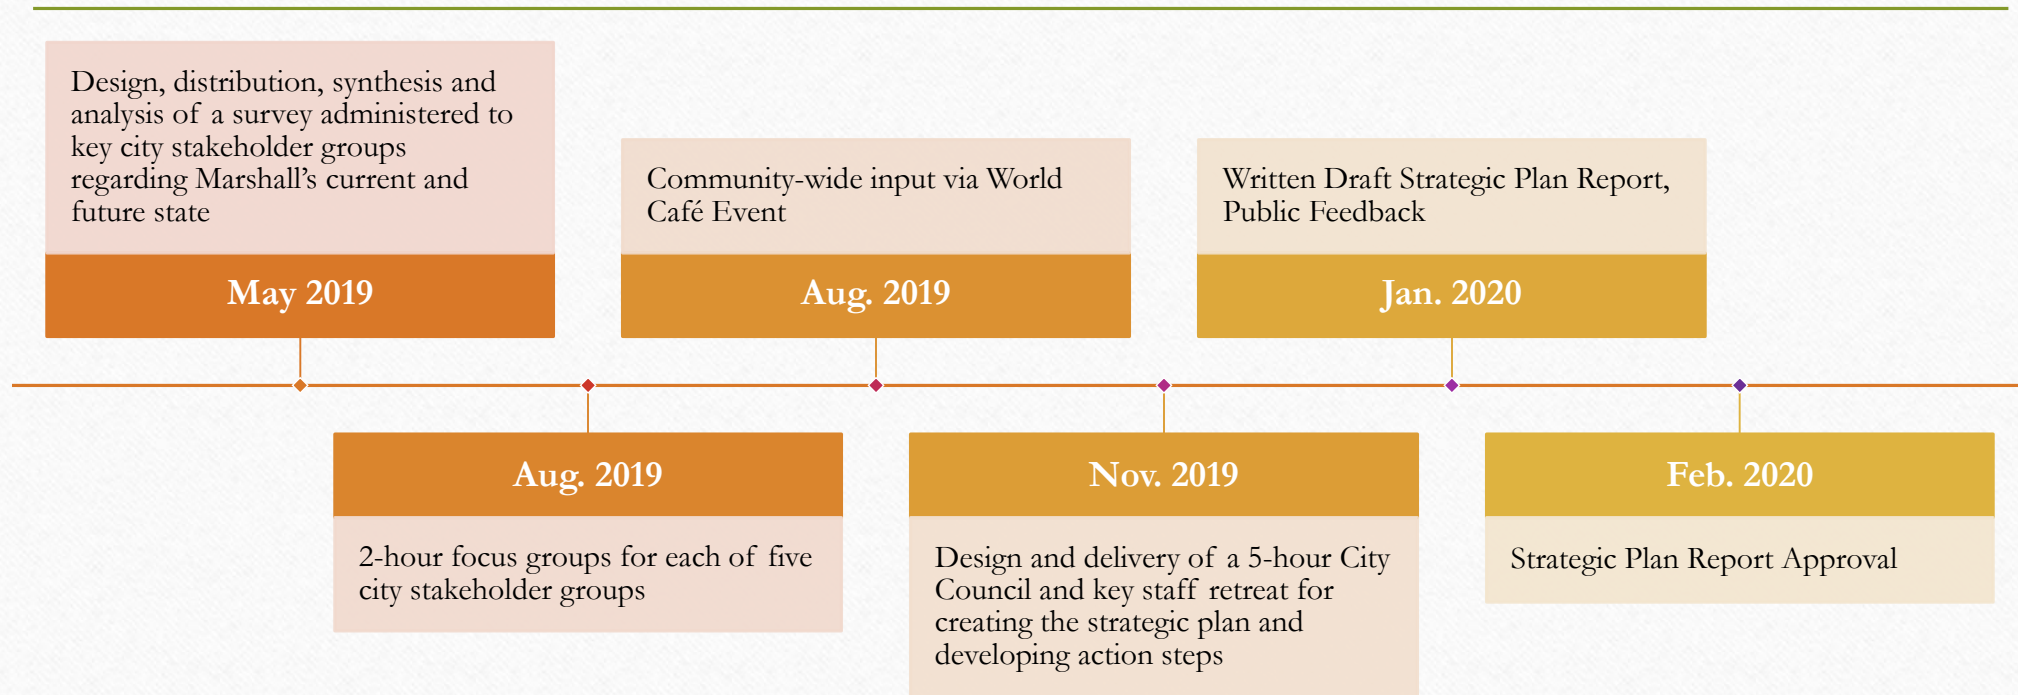 Design, distribution, synthesis and
analysis of a survey administered to
key city stakeholder groups
regarding Marshall’s current and
future state
May 2019
Aug. 2019
2-hour focus groups for each of five
city stakeholder groups
Community-wide input via World
Café Event
Aug. 2019
Nov. 2019
Design and delivery of a 5-hour City
Council and key staff retreat for
creating the strategic plan and
developing action steps
Written Draft Strategic Plan Report,
Public Feedback
Jan. 2020
Feb. 2020
Strategic Plan Report Approval